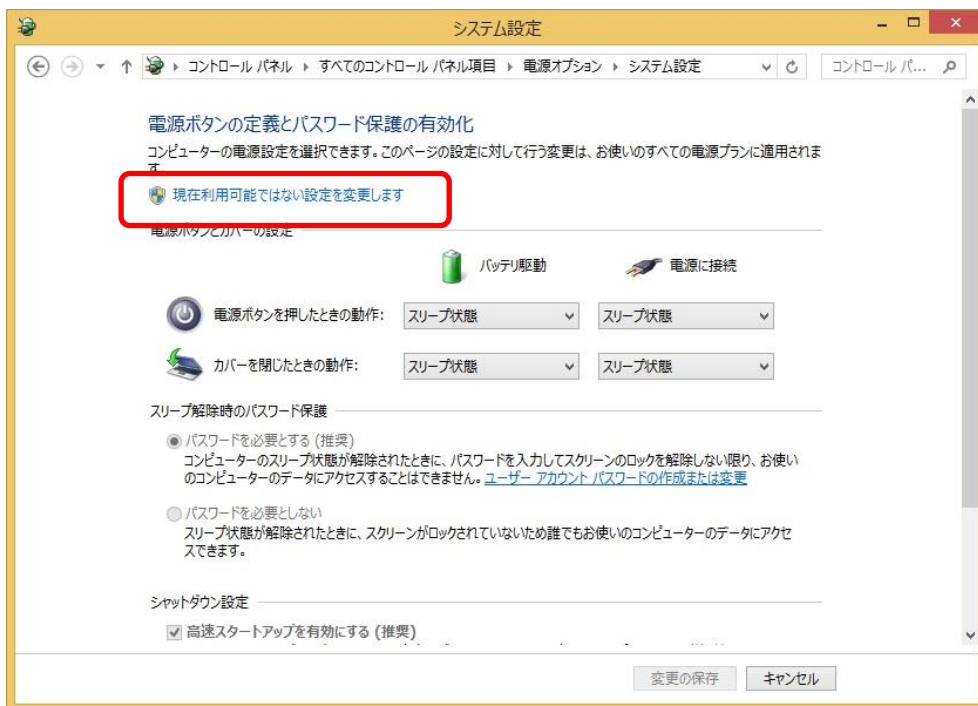 システム設定
コントロール パネル ▸ すべてのコントロール パネル項目 ▸ 電源オプション ▸ システム設定
コントロール パ...
電源ボタンの定義とパスワード保護の有効化
コンピューターの電源設定を選択できます。このページの設定に対して行う変更は、お使いのすべての電源プランに適用されま
す。
現在利用可能ではない設定を変更します
電源ボタンとカバーの設定
バッテリ駆動 電源に接続
電源ボタンを押したときの動作: スリープ状態 スリープ状態
カバーを閉じたときの動作: スリープ状態 スリープ状態
スリープ解除時のパスワード保護
パスワードを必要とする (推奨)
コンピューターのスリープ状態が解除されたときに、パスワードを入力してスクリーンのロックを解除しない限り、お使い
のコンピューターのデータにアクセスすることはできません。ユーザー アカウント パスワードの作成または変更
パスワードを必要としない
スリープ状態が解除されたときに、スクリーンがロックされていないため誰でもお使いのコンピューターのデータにアクセ
スできます。
シャットダウン設定
高速スタートアップを有効にする (推奨)
変更の保存 キャンセル